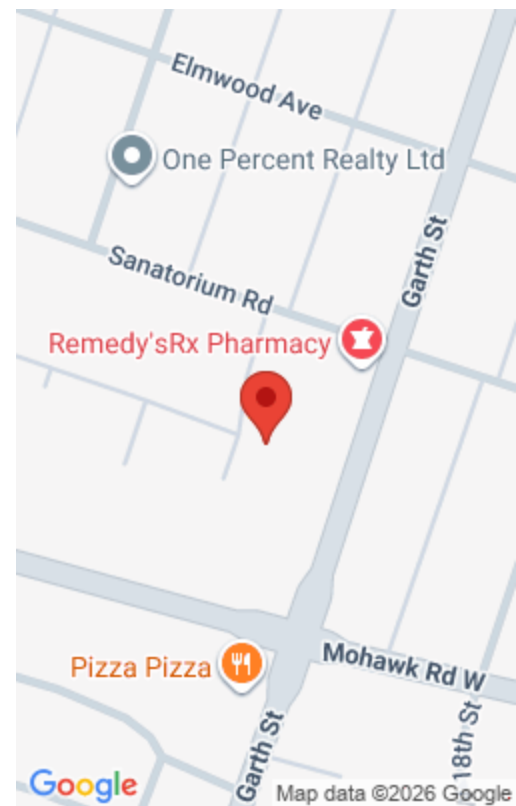 Elmwood Ave
One Percent Realty Ltd
Garth St
Sanatorium Rd
Remedy'sRx Pharmacy
Mohawk Rd W
Pizza Pizza
Garth St
18th St
Google
Map data ©2026 Google